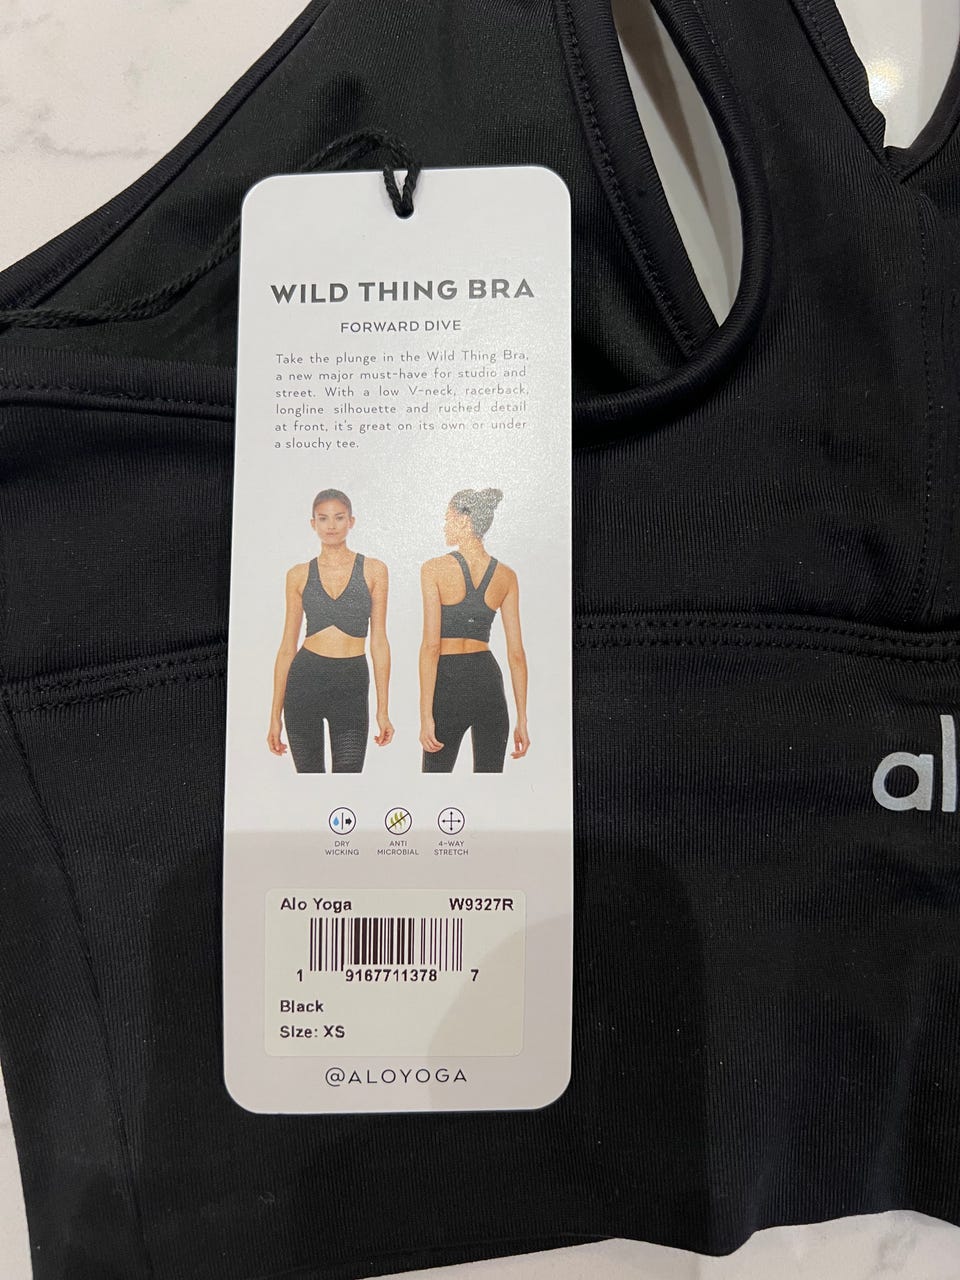 WILD THING BRA
FORWARD DIVE
Take the plunge in the Wild Thing Bra,
a new major must-have for studio and
street. With a low V-neck, racerback,
longline silhouette and ruched detail
at front, it's great on its own or under
a slouchy tee.
DRY WICKING
ANTI MICROBIAL
4-WAY STRETCH
Alo Yoga W9327R
1 9167711378 7
Black
Size: XS
@ALOYOGA
al